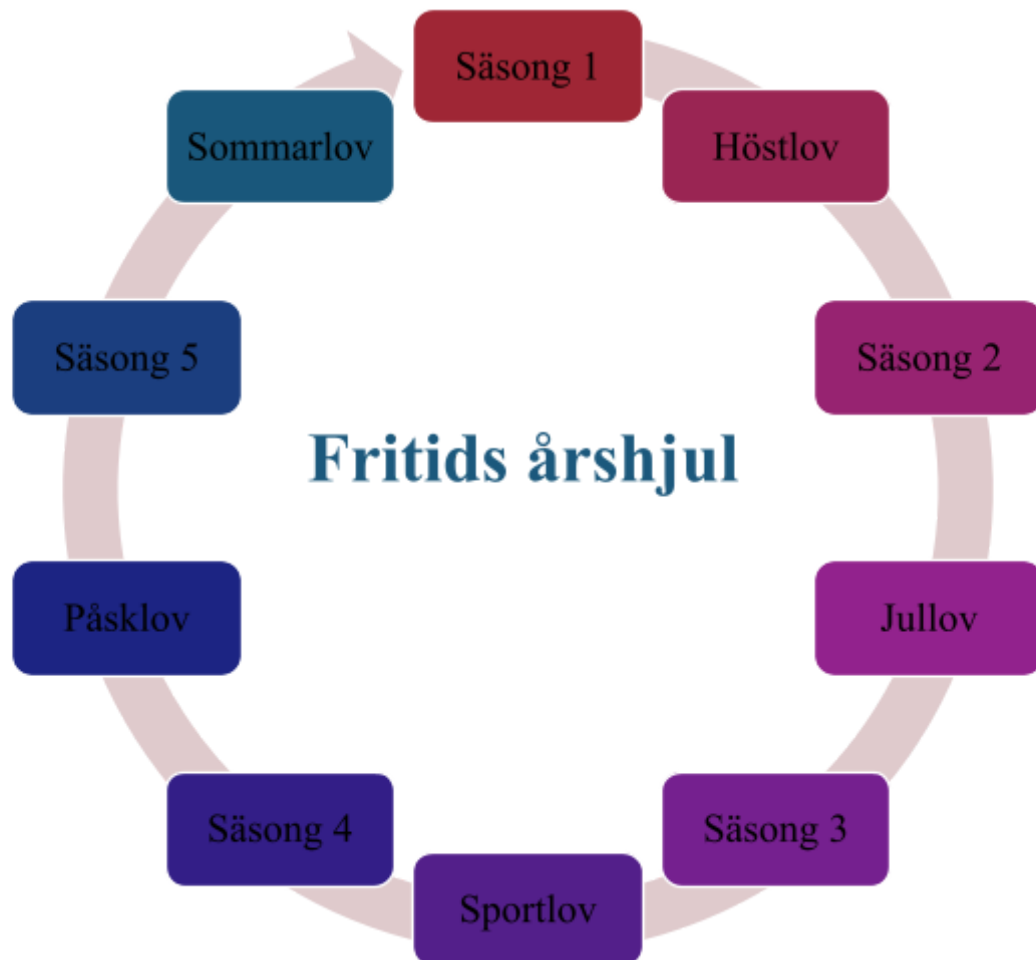 Säsong 1
Höstlov
Säsong 2
Jullov
Säsong 3
Sportlov
Säsong 4
Påsklov
Säsong 5
Sommarlov
Fritids årshjul